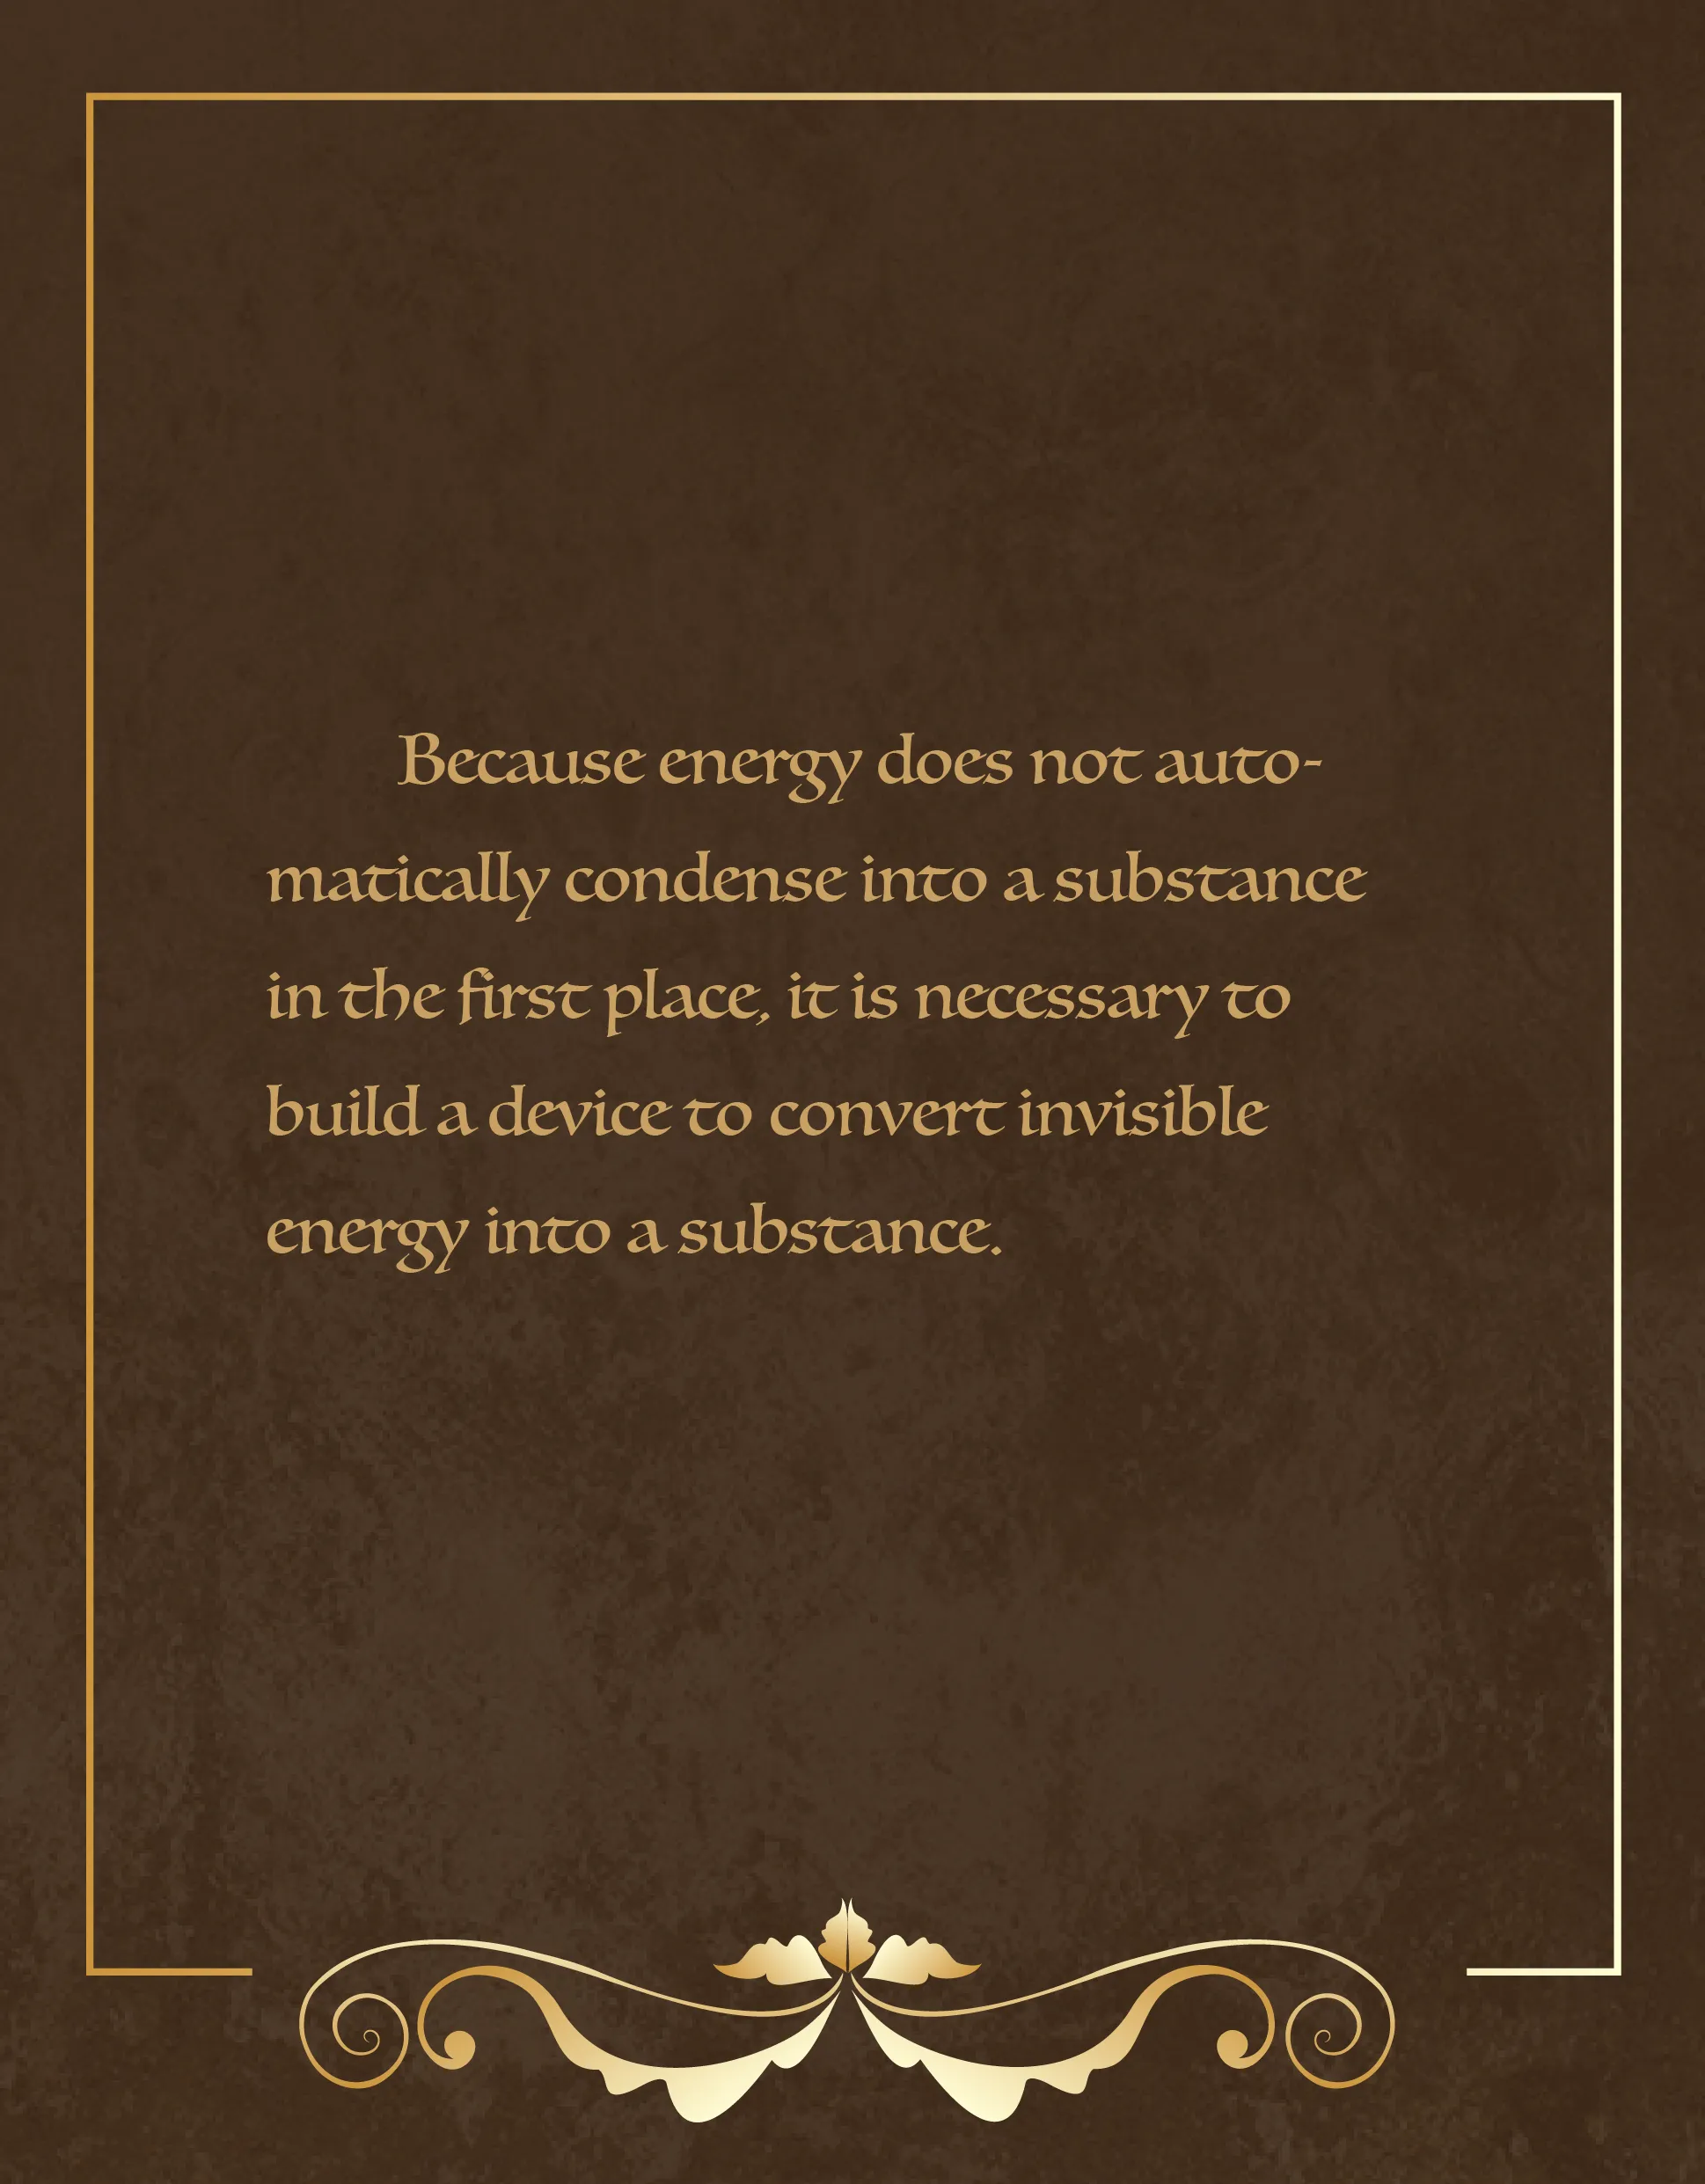 Because energy does not auto-
matically condense into a substance
in the first place, it is necessary to
build a device to convert invisible
energy into a substance.